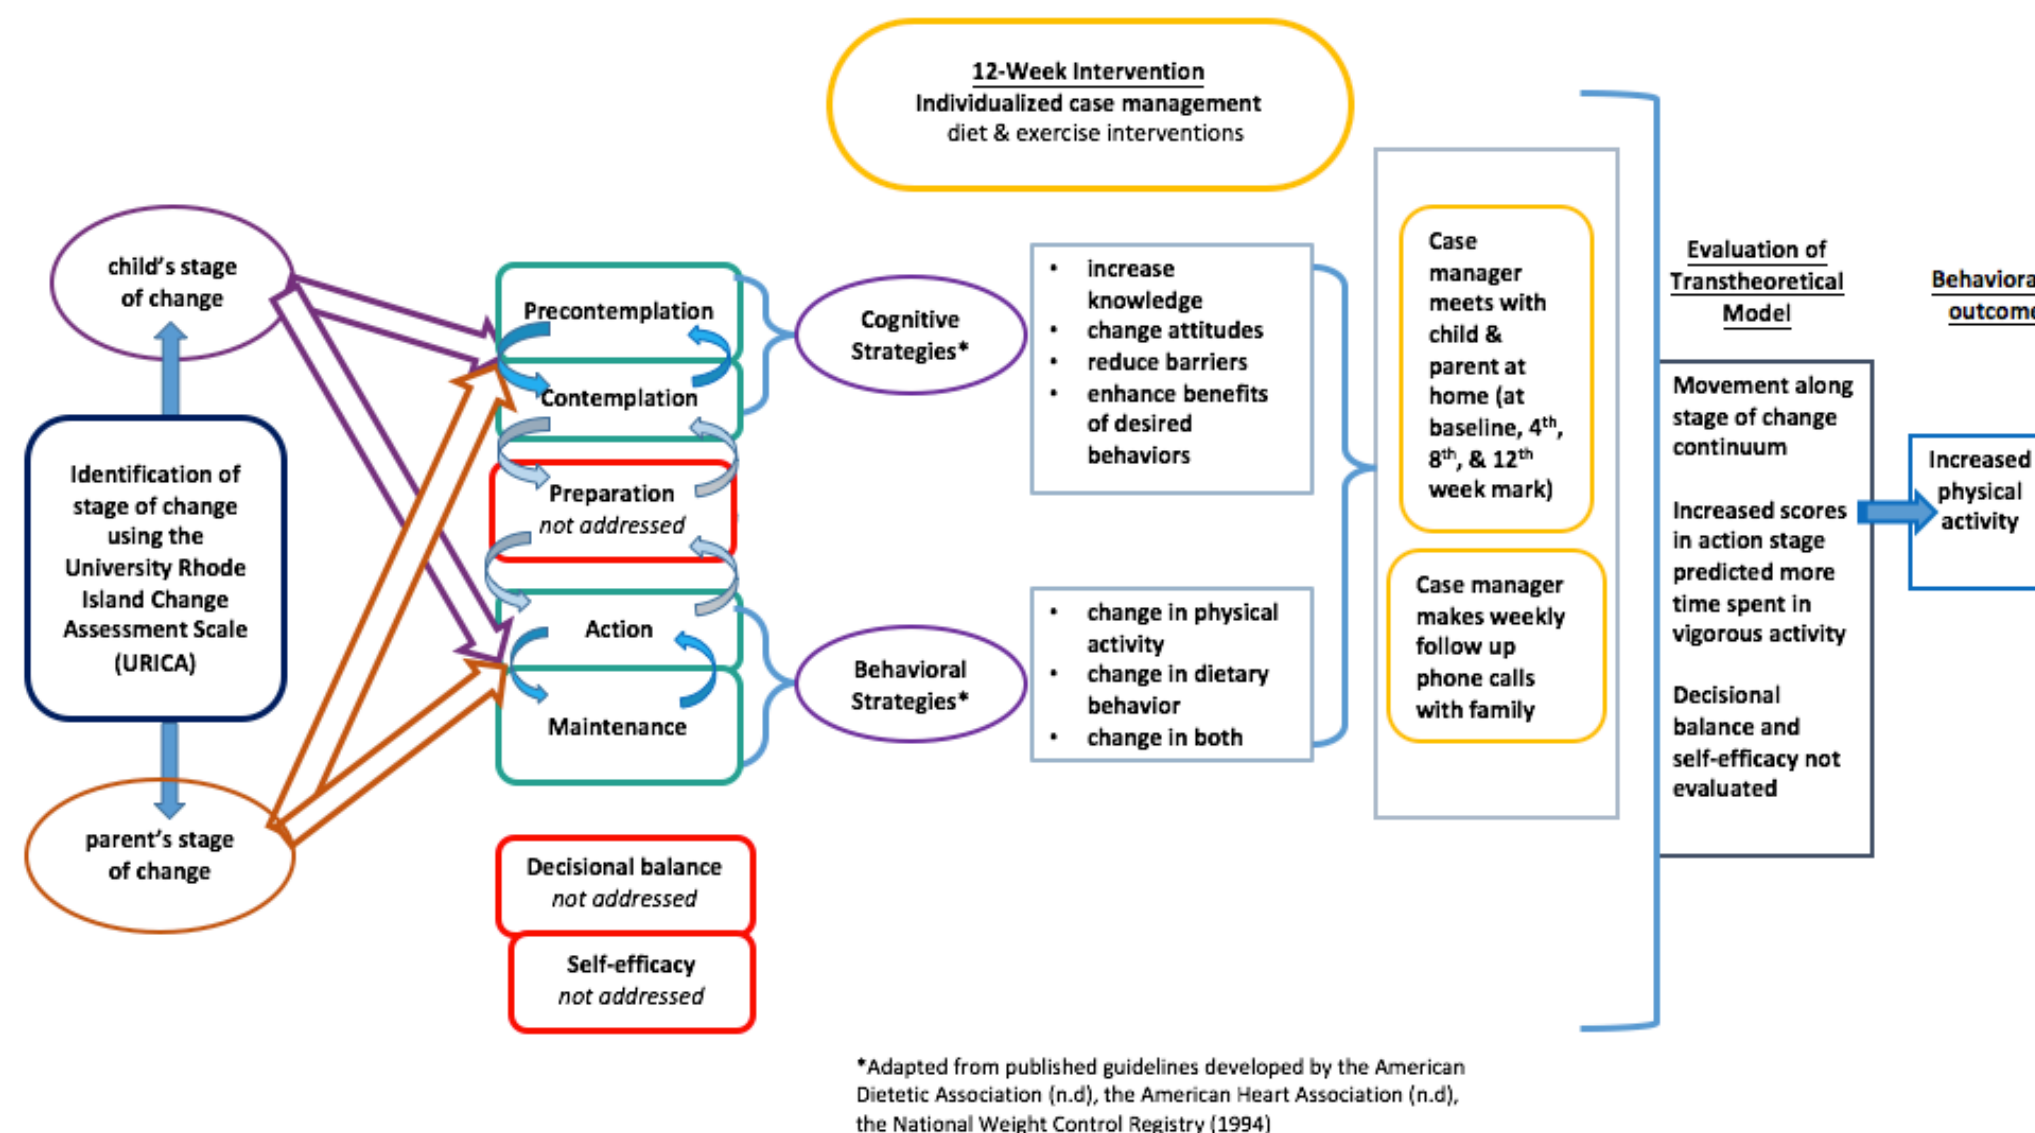 12-Week Intervention
Individualized case management
diet & exercise interventions
child's stage
of change
Identification of
stage of change
using the
University Rhode
Island Change
Assessment Scale
(URICA)
parent's stage
of change
Precontemplation
Contemplation
Preparation
not addressed
Action
Maintenance
Decisional balance
not addressed
Self-efficacy
not addressed
Cognitive
Strategies*
Behavioral
Strategies*
• increase
knowledge
• change attitudes
• reduce barriers
• enhance benefits
of desired
behaviors
• change in physical
activity
• change in dietary
behavior
• change in both
Case
manager
meets with
child &
parent at
home (at
baseline, 4th,
8th, & 12th
week mark)
Case manager
makes weekly
follow up
phone calls
with family
Evaluation of
Transtheoretical
Model
Movement along
stage of change
continuum
Increased scores
in action stage
predicted more
time spent in
vigorous activity
Decisional
balance and
self-efficacy not
evaluated
Behaviora
outcome
Increased
physical
activity
*Adapted from published guidelines developed by the American
Dietetic Association (n.d), the American Heart Association (n.d),
the National Weight Control Registry (1994)